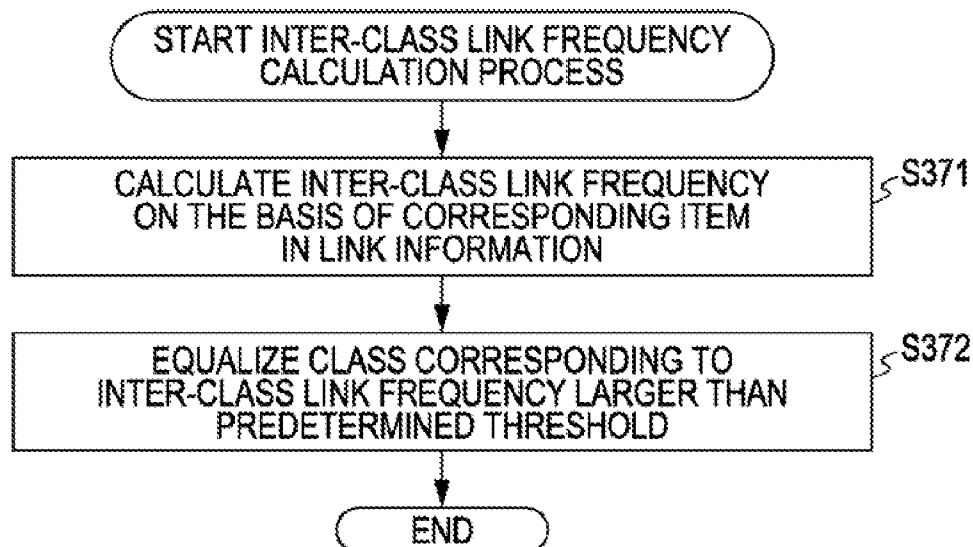 START INTER-CLASS LINK FREQUENCY
CALCULATION PROCESS
CALCULATE INTER-CLASS LINK FREQUENCY
ON THE BASIS OF CORRESPONDING ITEM
IN LINK INFORMATION
S371
EQUALIZE CLASS CORRESPONDING TO
INTER-CLASS LINK FREQUENCY LARGER THAN
PREDETERMINED THRESHOLD
S372
END